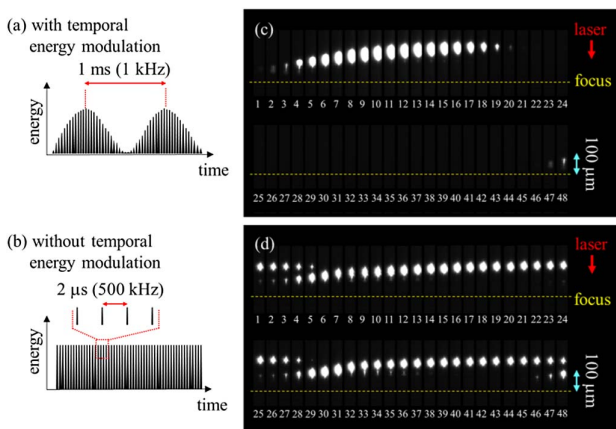 (a) with temporal
energy modulation
1 ms (1 kHz)
energy
time
(b) without temporal
energy modulation
2 μs (500 kHz)
energy
time
(c)
laser
focus
1 2 3 4 5 6 7 8 9 10 11 12 13 14 15 16 17 18 19 20 21 22 23 24
100 μm
25 26 27 28 29 30 31 32 33 34 35 36 37 38 39 40 41 42 43 44 45 46 47 48
(d)
laser
focus
1 2 3 4 5 6 7 8 9 10 11 12 13 14 15 16 17 18 19 20 21 22 23 24
100 μm
25 26 27 28 29 30 31 32 33 34 35 36 37 38 39 40 41 42 43 44 45 46 47 48